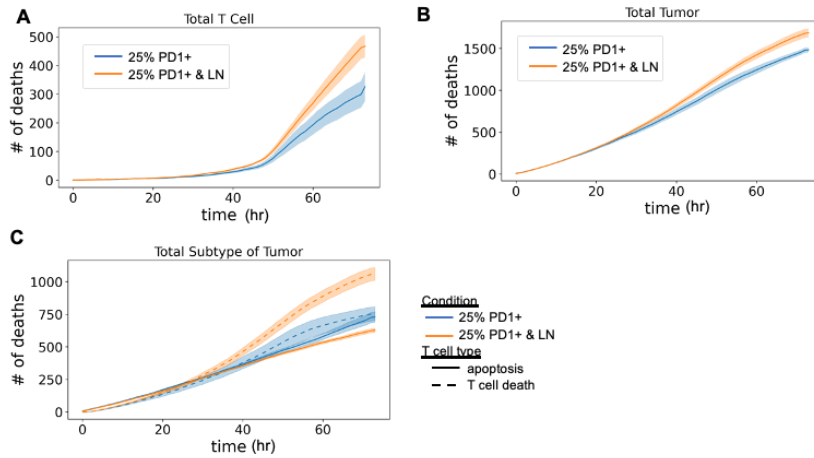 A
Total T Cell
500
400
300
200
100
0
# of deaths
25% PD1+
25% PD1+ & LN
0 20 40 60
time (hr)
B
Total Tumor
1500
1000
500
0
# of deaths
25% PD1+
25% PD1+ & LN
0 20 40 60
time (hr)
C
Total Subtype of Tumor
1000
750
500
250
0
# of deaths
0 20 40 60
time (hr)
Condition
25% PD1+
25% PD1+ & LN
T cell type
apoptosis
T cell death